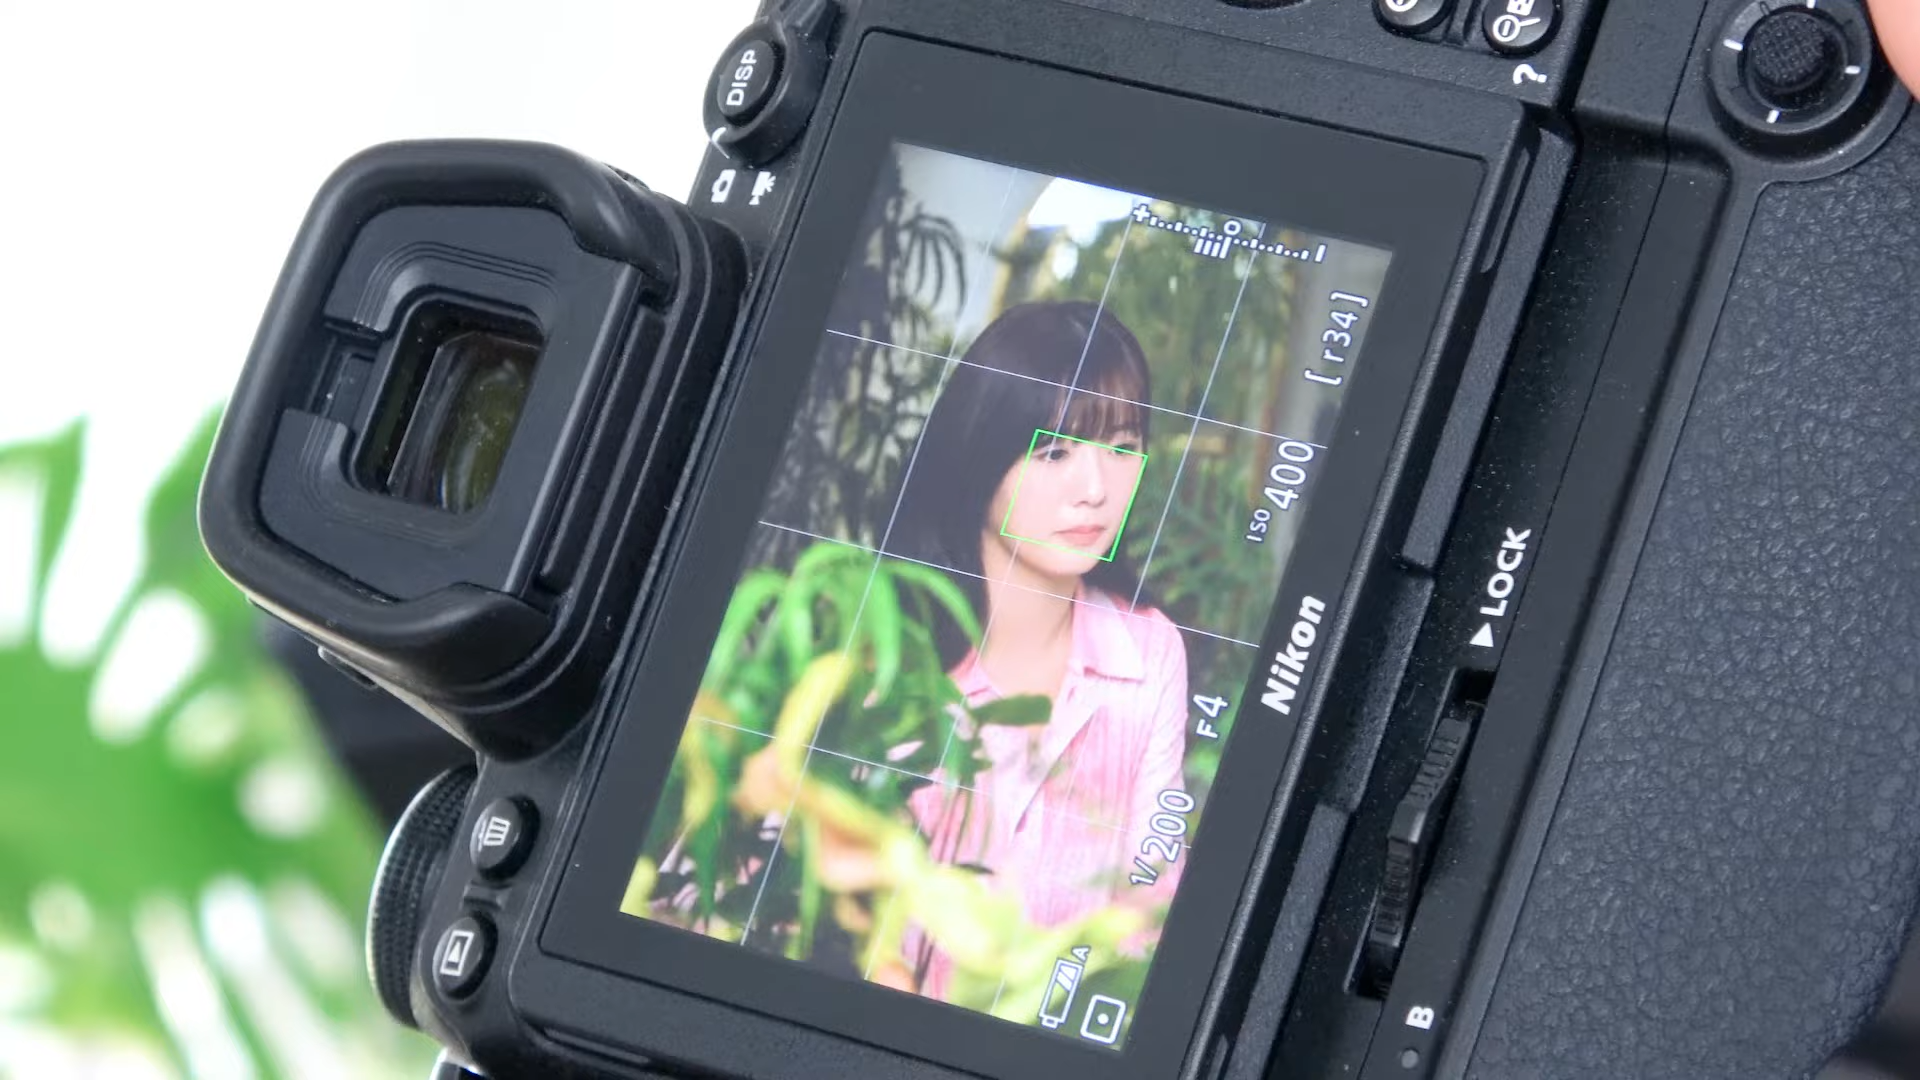 DISP
?
[r34]
ISO 400
F4
1/200
A
Nikon
LOCK
B